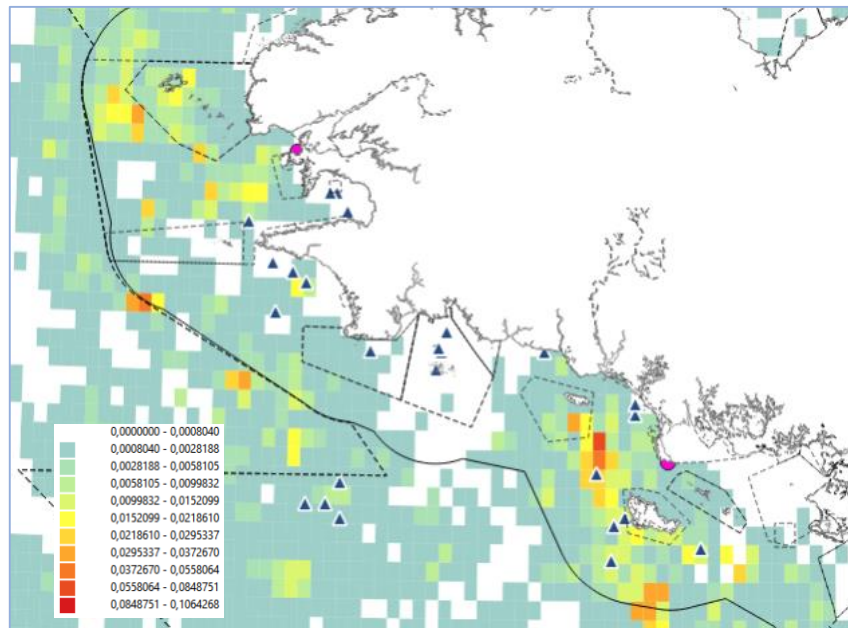 0,0000000 - 0,0008040
0,0008040 - 0,0028188
0,0028188 - 0,0058105
0,0058105 - 0,0099832
0,0099832 - 0,0152099
0,0152099 - 0,0218610
0,0218610 - 0,0295337
0,0295337 - 0,0372670
0,0372670 - 0,0558064
0,0558064 - 0,0848751
0,0848751 - 0,1064268